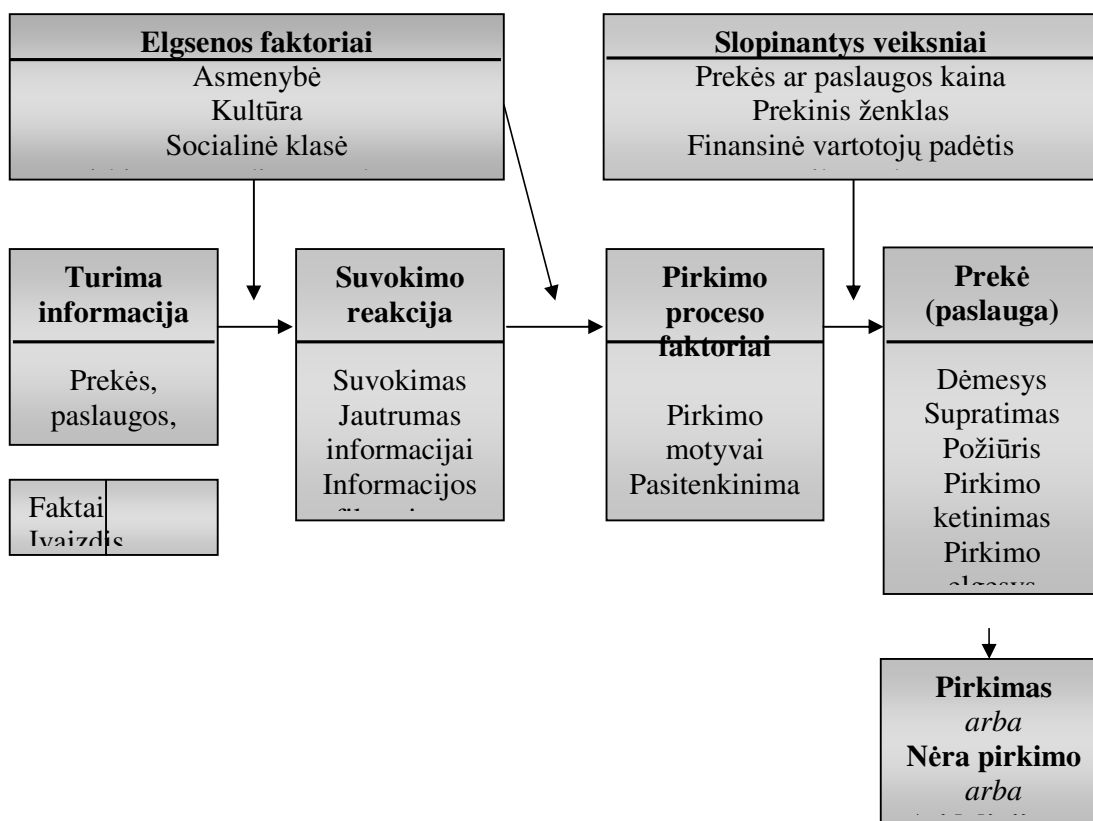 Elgsenos faktoriai
Asmenybė
Kultūra
Socialinė klasė
Slopinantys veiksniai
Prekės ar paslaugos kaina
Prekinis ženklas
Finansinė vartotojų padėtis
Turima
informacija
Prekės,
paslaugos,
Faktai
Įvaizdis
Suvokimo
reakcija
Suvokimas
Jautrumas
informacijai
Informacijos
Pirkimo
proceso
faktoriai
Pirkimo
motyvai
Pasitenkinima
Prekė
(paslauga)
Dėmesys
Supratimas
Požiūris
Pirkimo
ketinimas
Pirkimo
elgesys
Pirkimas
arba
Nėra pirkimo
arba